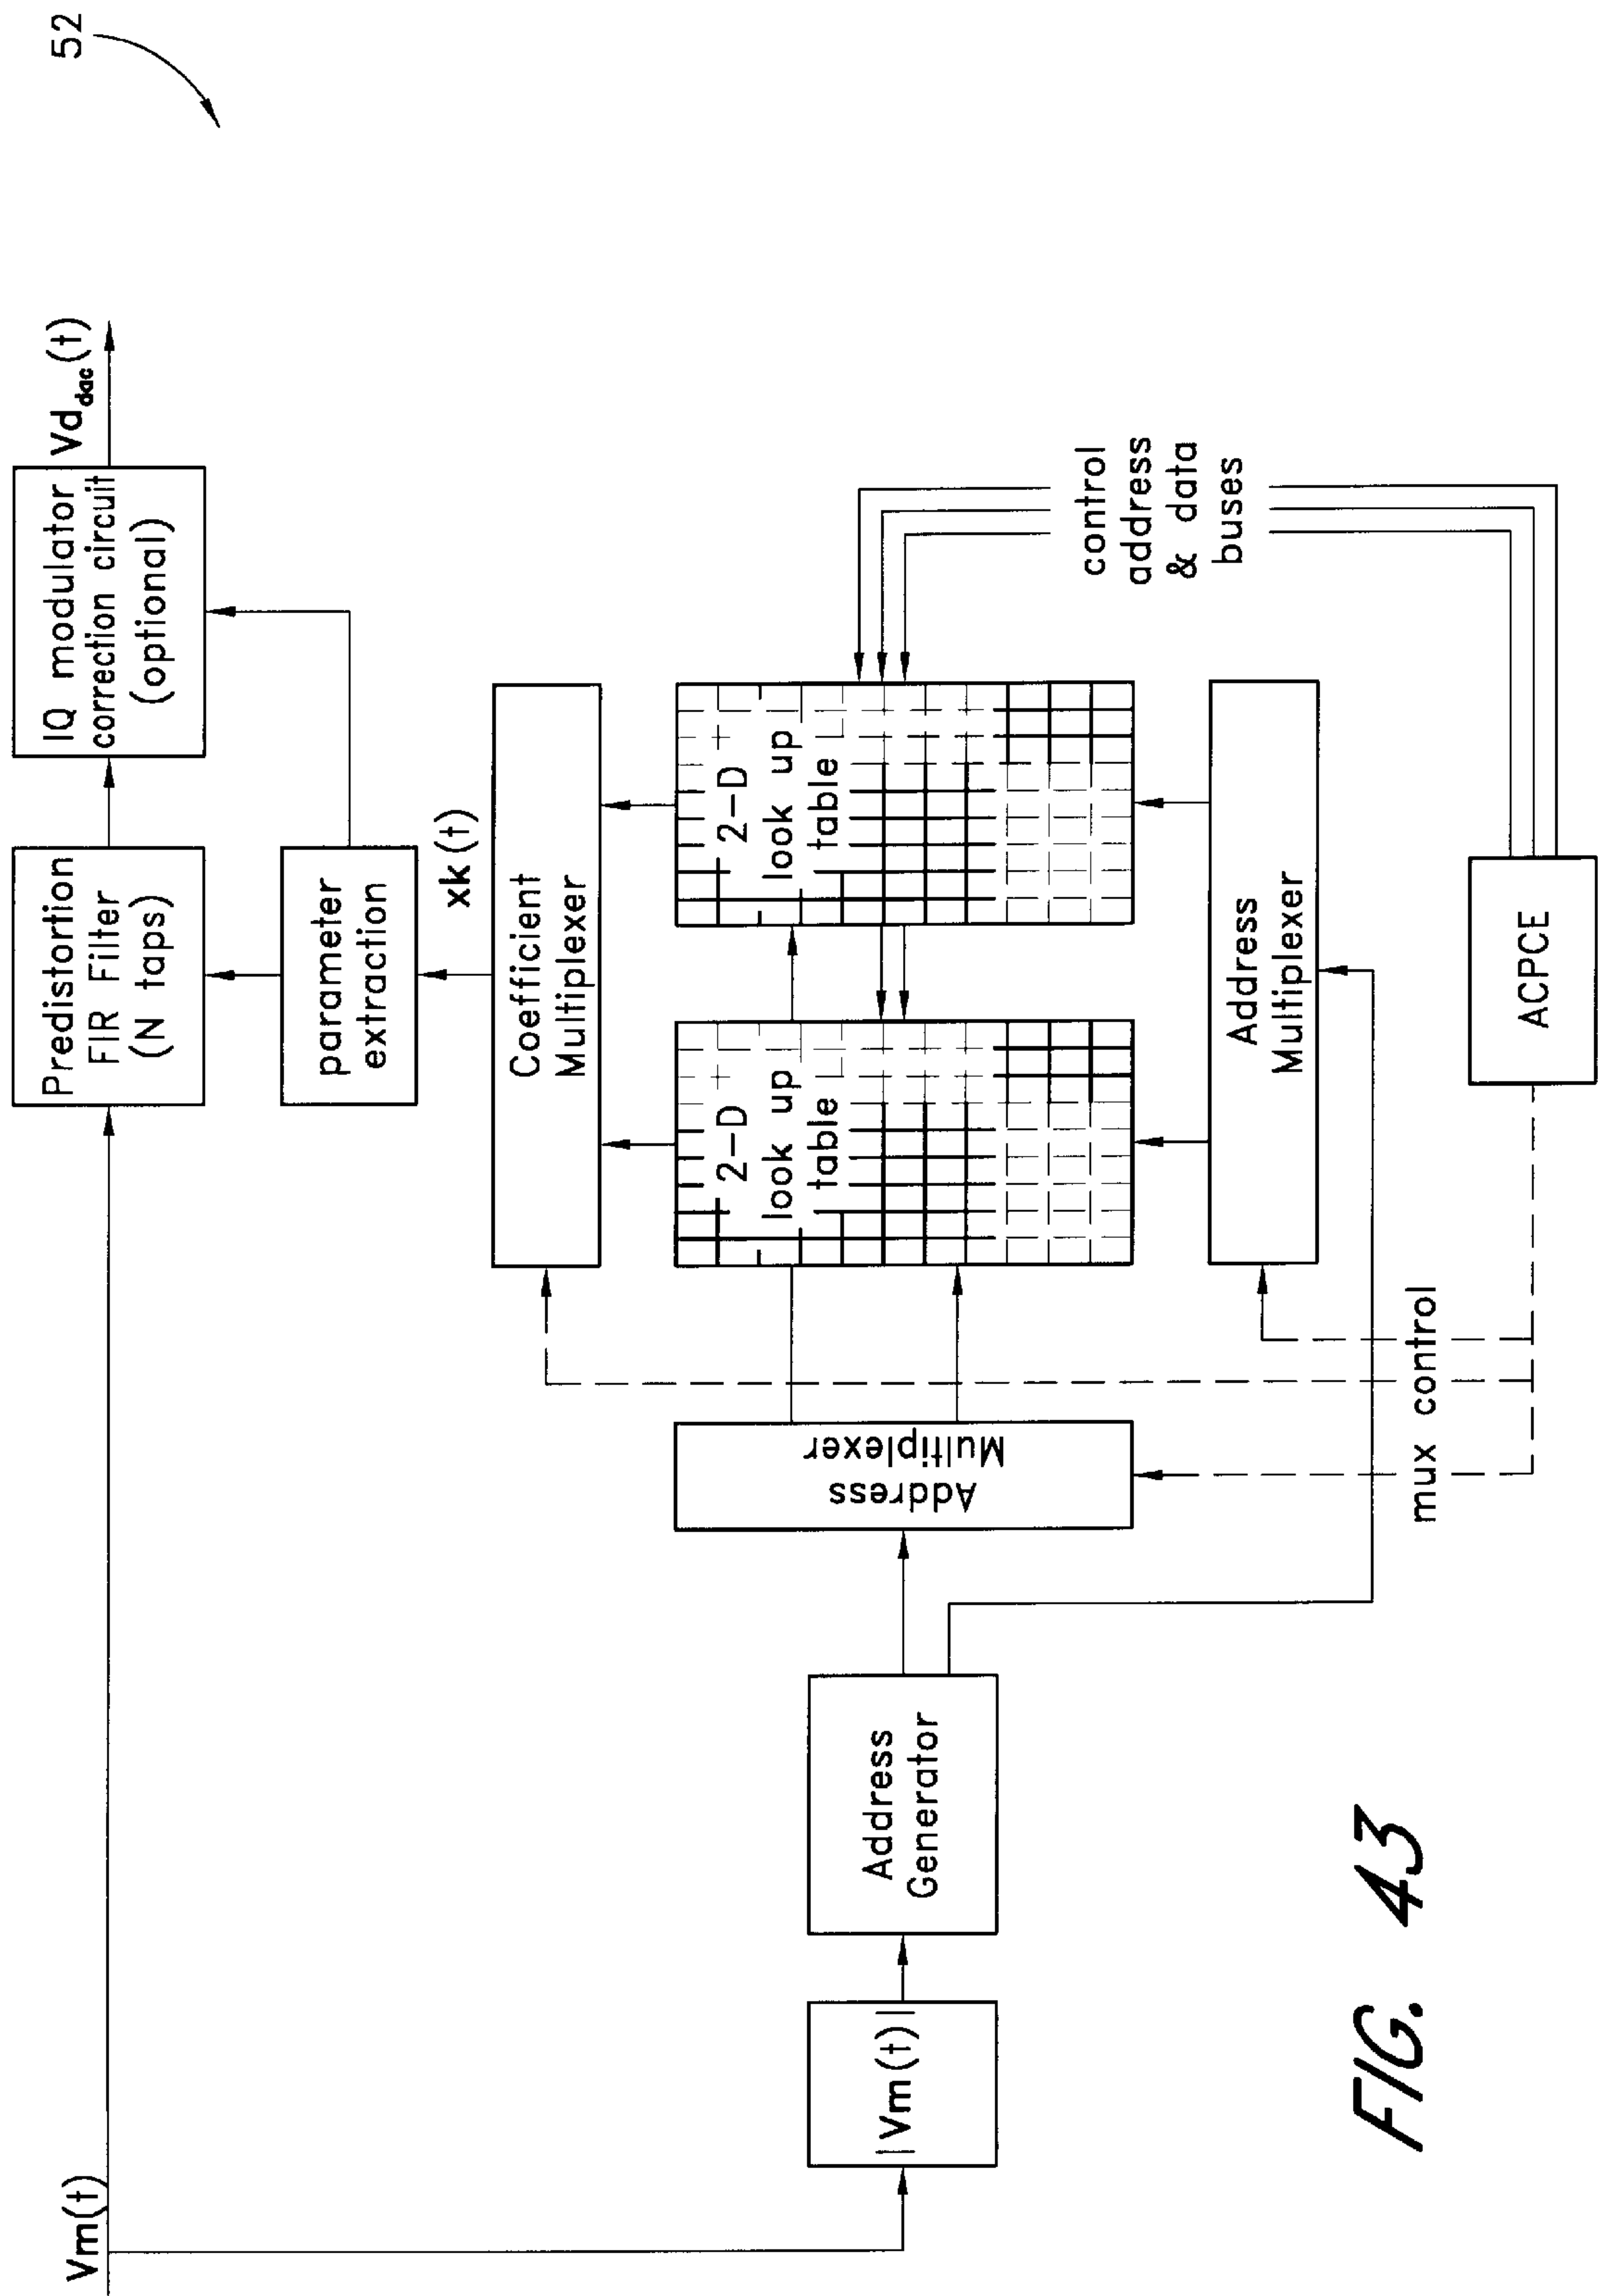 52
Vm(t)
Predistortion
FIR Filter
(N taps)
IQ modulator
correction circuit
(optional)
Vd_dac(t)
parameter
extraction
xk(t)
Coefficient
Multiplexer
2-D
look up
table
2-D
look up
table
|Vm(t)|
Address
Generator
Address
Multiplexer
Address
Multiplexer
control
address
& data
buses
mux control
ACPCE
FIG. 43